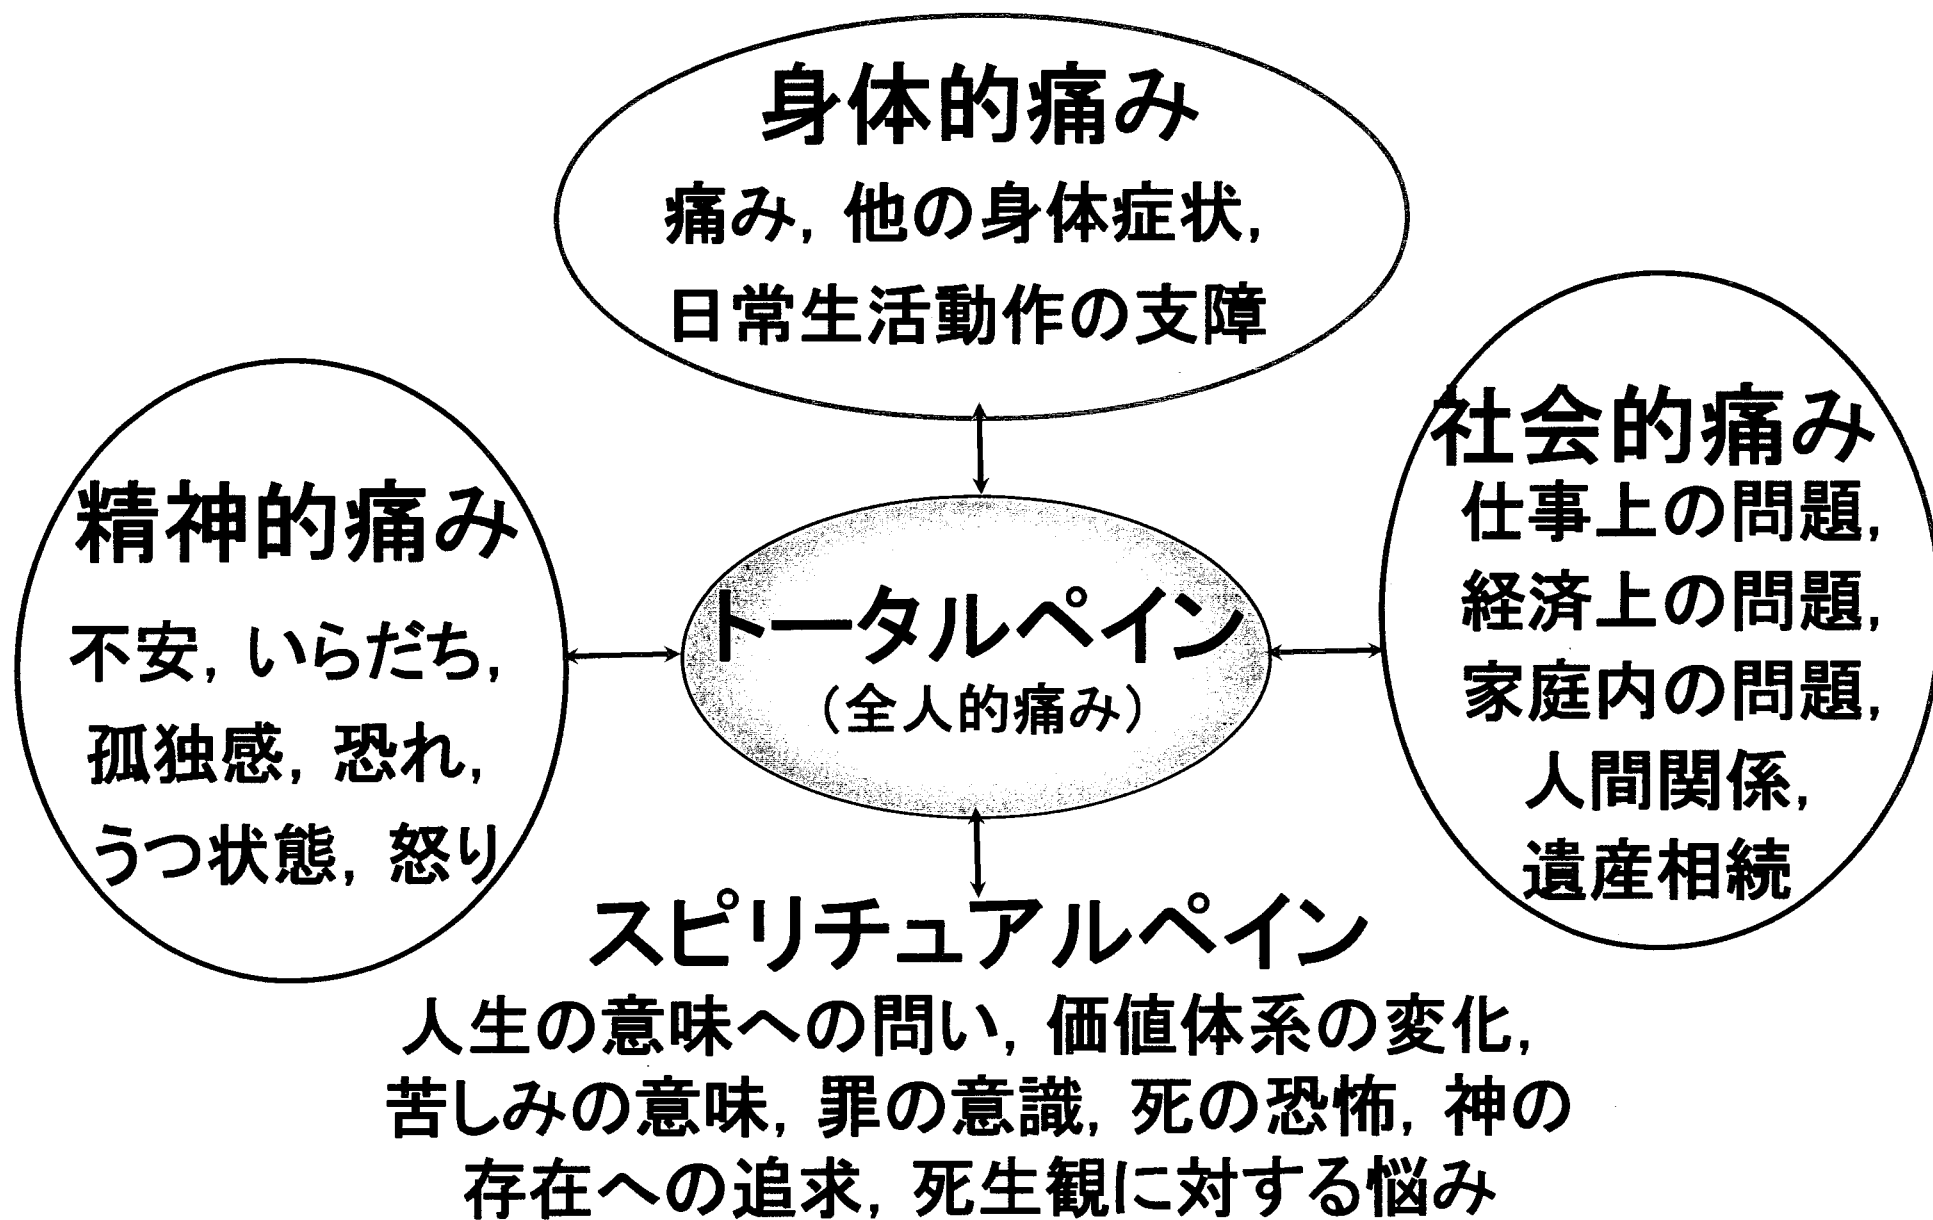 身体的痛み
痛み, 他の身体症状,
日常生活動作の支障
精神的痛み
不安, いらだち,
孤独感, 恐れ,
うつ状態, 怒り
トータルペイン
（全人的痛み）
社会的痛み
仕事上の問題,
経済上の問題,
家庭内の問題,
人間関係,
遺産相続
スピリチュアルペイン
人生の意味への問い, 価値体系の変化,
苦しみの意味, 罪の意識, 死の恐怖, 神の
存在への追求, 死生観に対する悩み